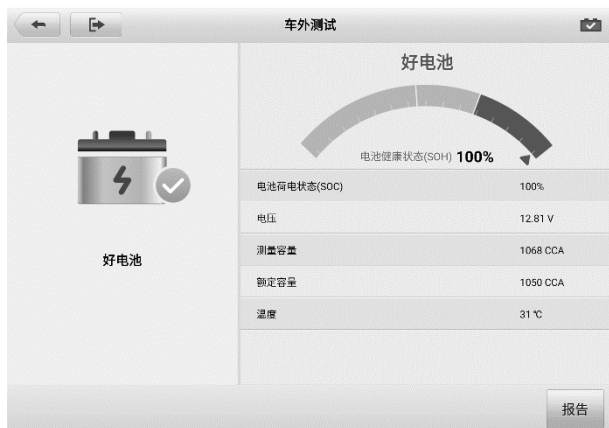 车外测试
好电池
电池健康状态(SOH) 100%
好电池
电池荷电状态(SOC) 100%
电压 12.81 V
测量容量 1068 CCA
额定容量 1050 CCA
温度 31 ℃
报告